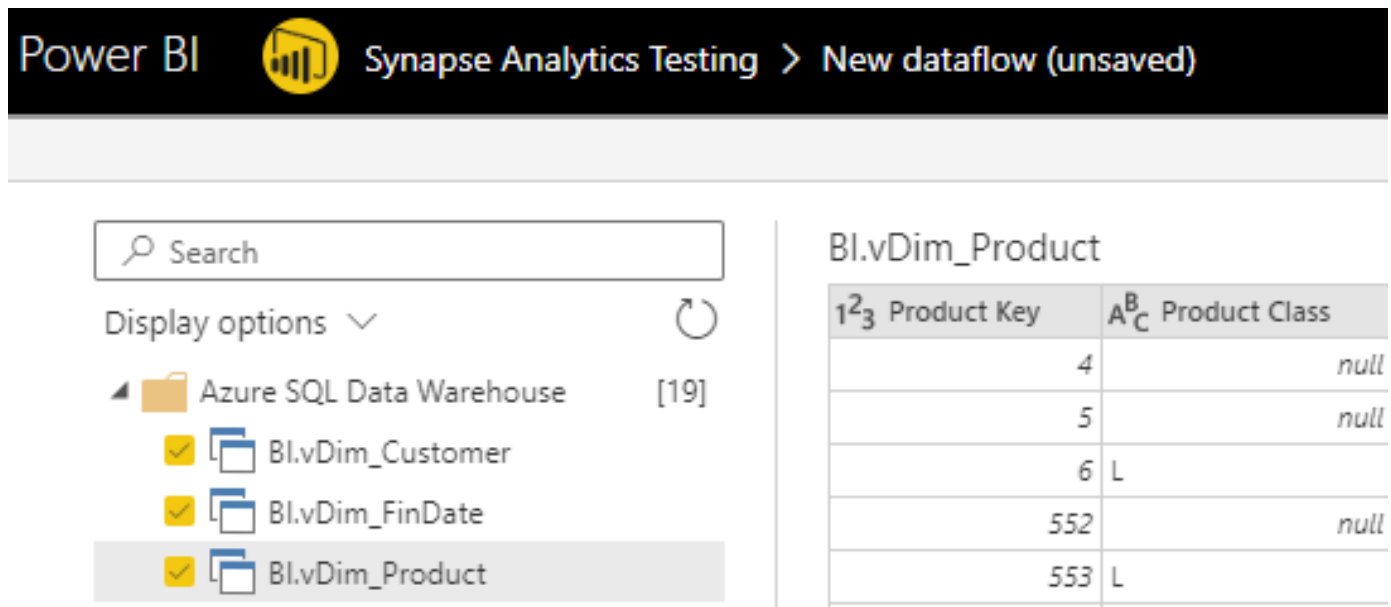 Power BI Synapse Analytics Testing > New dataflow (unsaved)
Search
Display options
Azure SQL Data Warehouse [19]
BI.vDim_Customer
BI.vDim_FinDate
BI.vDim_Product
BI.vDim_Product
1²3 Product Key AᴮC Product Class
4 null
5 null
6 L
552 null
553 L